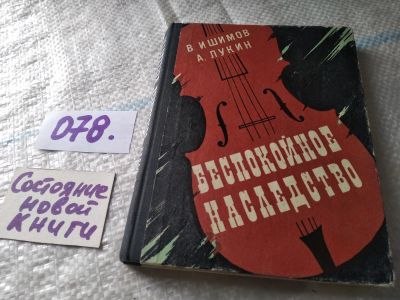 В. ИШИМОВ
А. ЛУКИН
БЕСПОКОЙНОЕ
НАСЛЕДСТВО
078.
Состояние
новой
КНИГИ